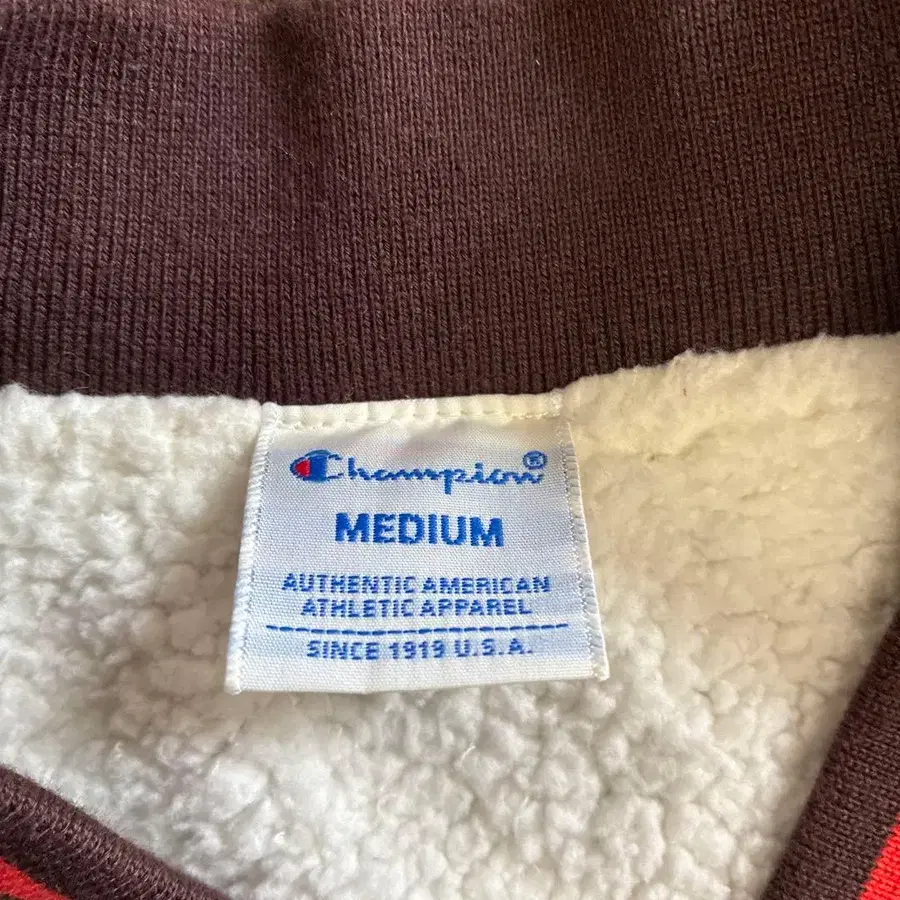 Champion®
MEDIUM
AUTHENTIC AMERICAN
ATHLETIC APPAREL
SINCE 1919 U.S.A.